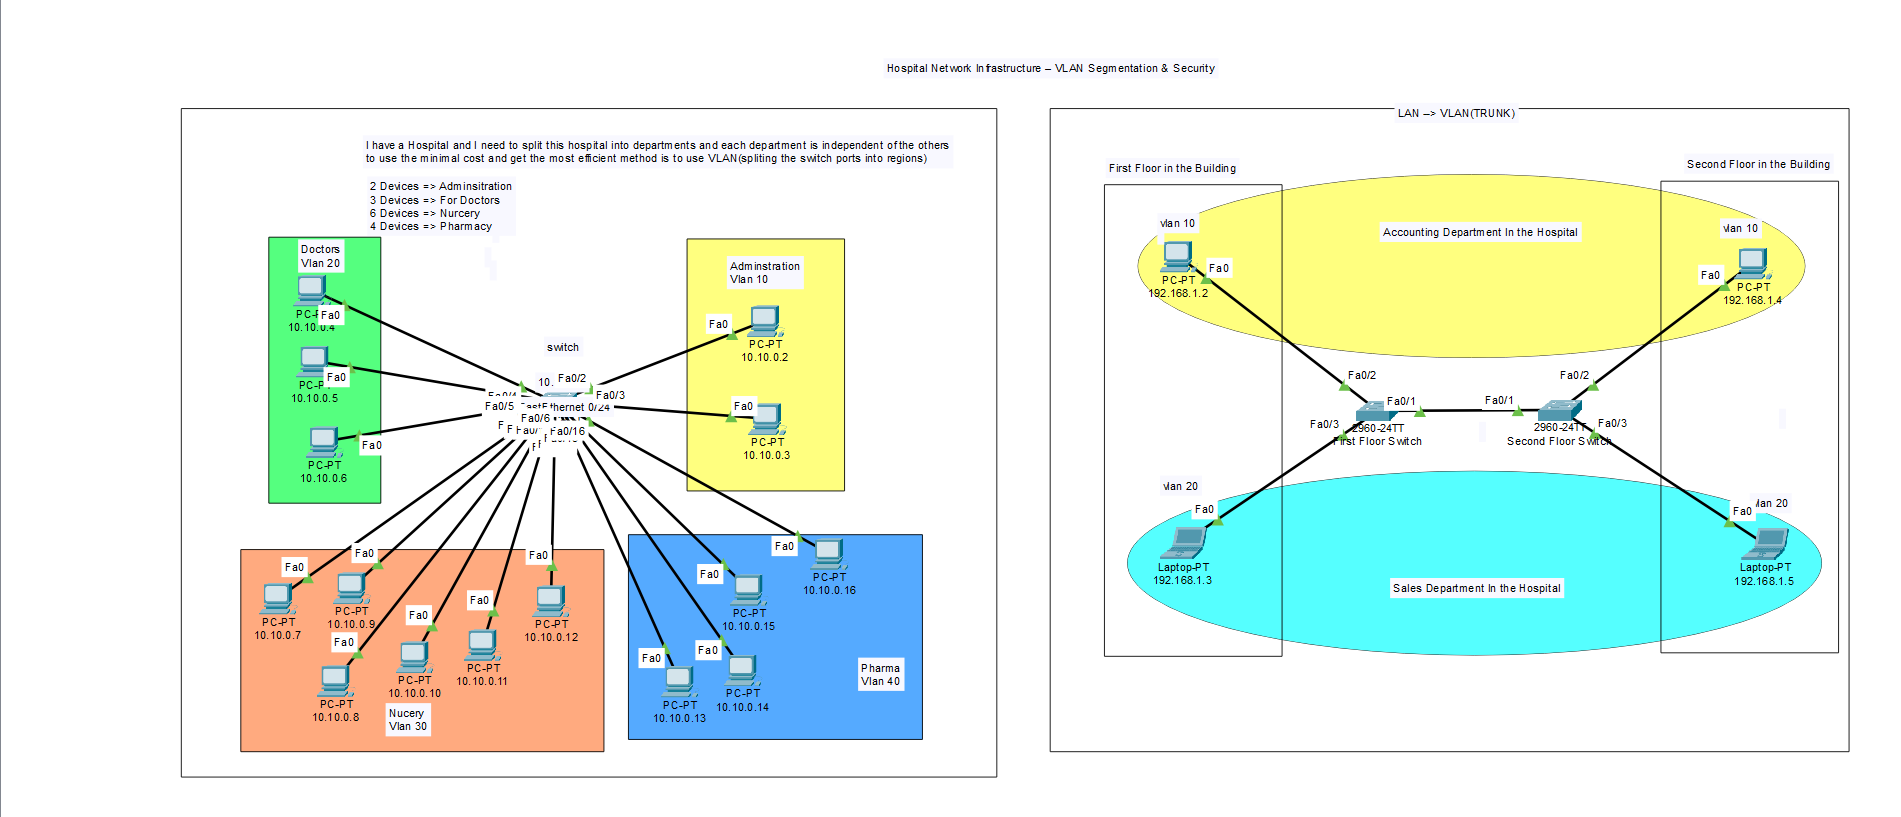 Hospital Network Infrastructure – VLAN Segmentation & Security
I have a Hospital and I need to split this hospital into departments and each department is independent of the others
to use the minimal cost and get the most efficient method is to use VLAN(spliting the switch ports into regions)
2 Devices => Adminsitration
3 Devices => For Doctors
6 Devices => Nurcery
4 Devices => Pharmacy
Doctors
Vlan 20
Fa0
10.10.0.4
Fa0
10.10.0.5
Fa0
PC-PT
10.10.0.6
Adminstration
Vlan 10
Fa0
PC-PT
10.10.0.2
Fa0
PC-PT
10.10.0.3
switch
10.
Fa0/2
Fa0/3
Fa0/5
Ethernet 0/24
Fa0/6
Fa0/16
Fa0
PC-PT
10.10.0.7
Fa0
PC-PT
10.10.0.9
Fa0
PC-PT
10.10.0.8
Fa0
PC-PT
10.10.0.10
Fa0
PC-PT
10.10.0.11
Fa0
PC-PT
10.10.0.12
Nucery
Vlan 30
Fa0
PC-PT
10.10.0.16
Fa0
PC-PT
10.10.0.15
Fa0
PC-PT
10.10.0.14
Fa0
PC-PT
10.10.0.13
Pharma
Vlan 40
LAN --> VLAN(TRUNK)
First Floor in the Building
Second Floor in the Building
vlan 10
Fa0
PC-PT
192.168.1.2
Accounting Department In the Hospital
vlan 10
Fa0
PC-PT
192.168.1.4
Fa0/2
Fa0/1
Fa0/3
2960-24TT
First Floor Switch
Fa0/2
Fa0/1
Fa0/3
2960-24TT
Second Floor Switch
vlan 20
Fa0
Laptop-PT
192.168.1.3
Sales Department In the Hospital
vlan 20
Fa0
Laptop-PT
192.168.1.5